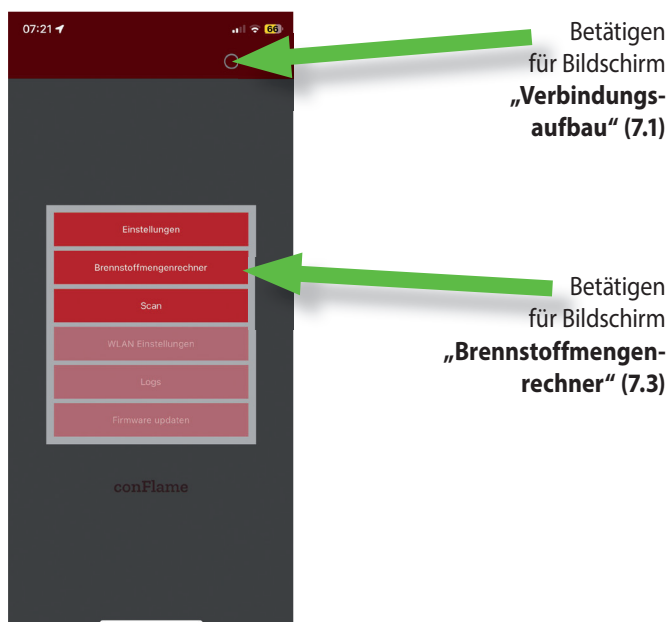 07:21
66
Betätigen
für Bildschirm
„Verbindungs-
aufbau“ (7.1)
Einstellungen
Brennstoffmengenrechner
Scan
WLAN Einstellungen
Logs
Firmware updaten
Betätigen
für Bildschirm
„Brennstoffmengen-
rechner“ (7.3)
conFlame